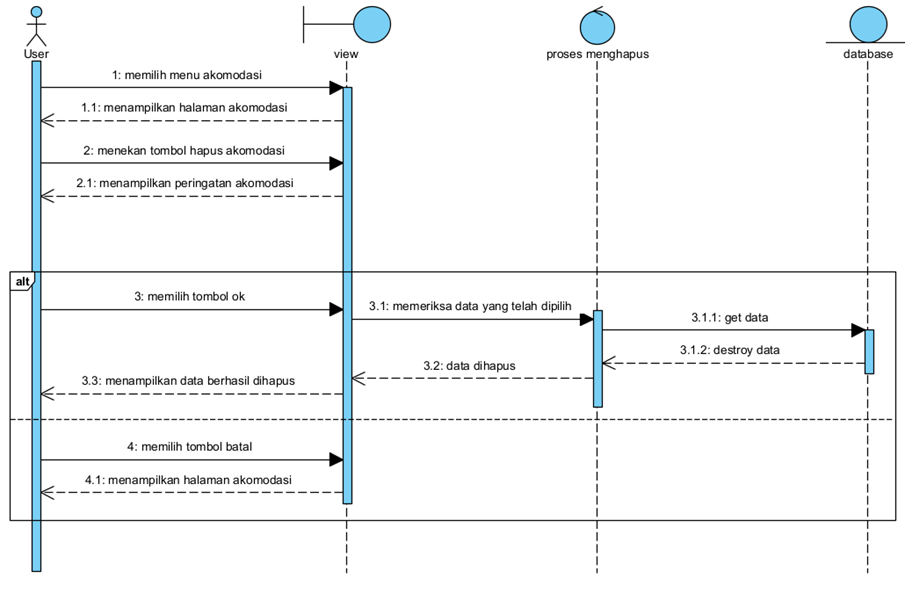 User
view
proses menghapus
database
1: memilih menu akomodasi
1.1: menampilkan halaman akomodasi
2: menekan tombol hapus akomodasi
2.1: menampilkan peringatan akomodasi
alt
3: memilih tombol ok
3.1: memeriksa data yang telah dipilih
3.1.1: get data
3.1.2: destroy data
3.2: data dihapus
3.3: menampilkan data berhasil dihapus
4: memilih tombol batal
4.1: menampilkan halaman akomodasi